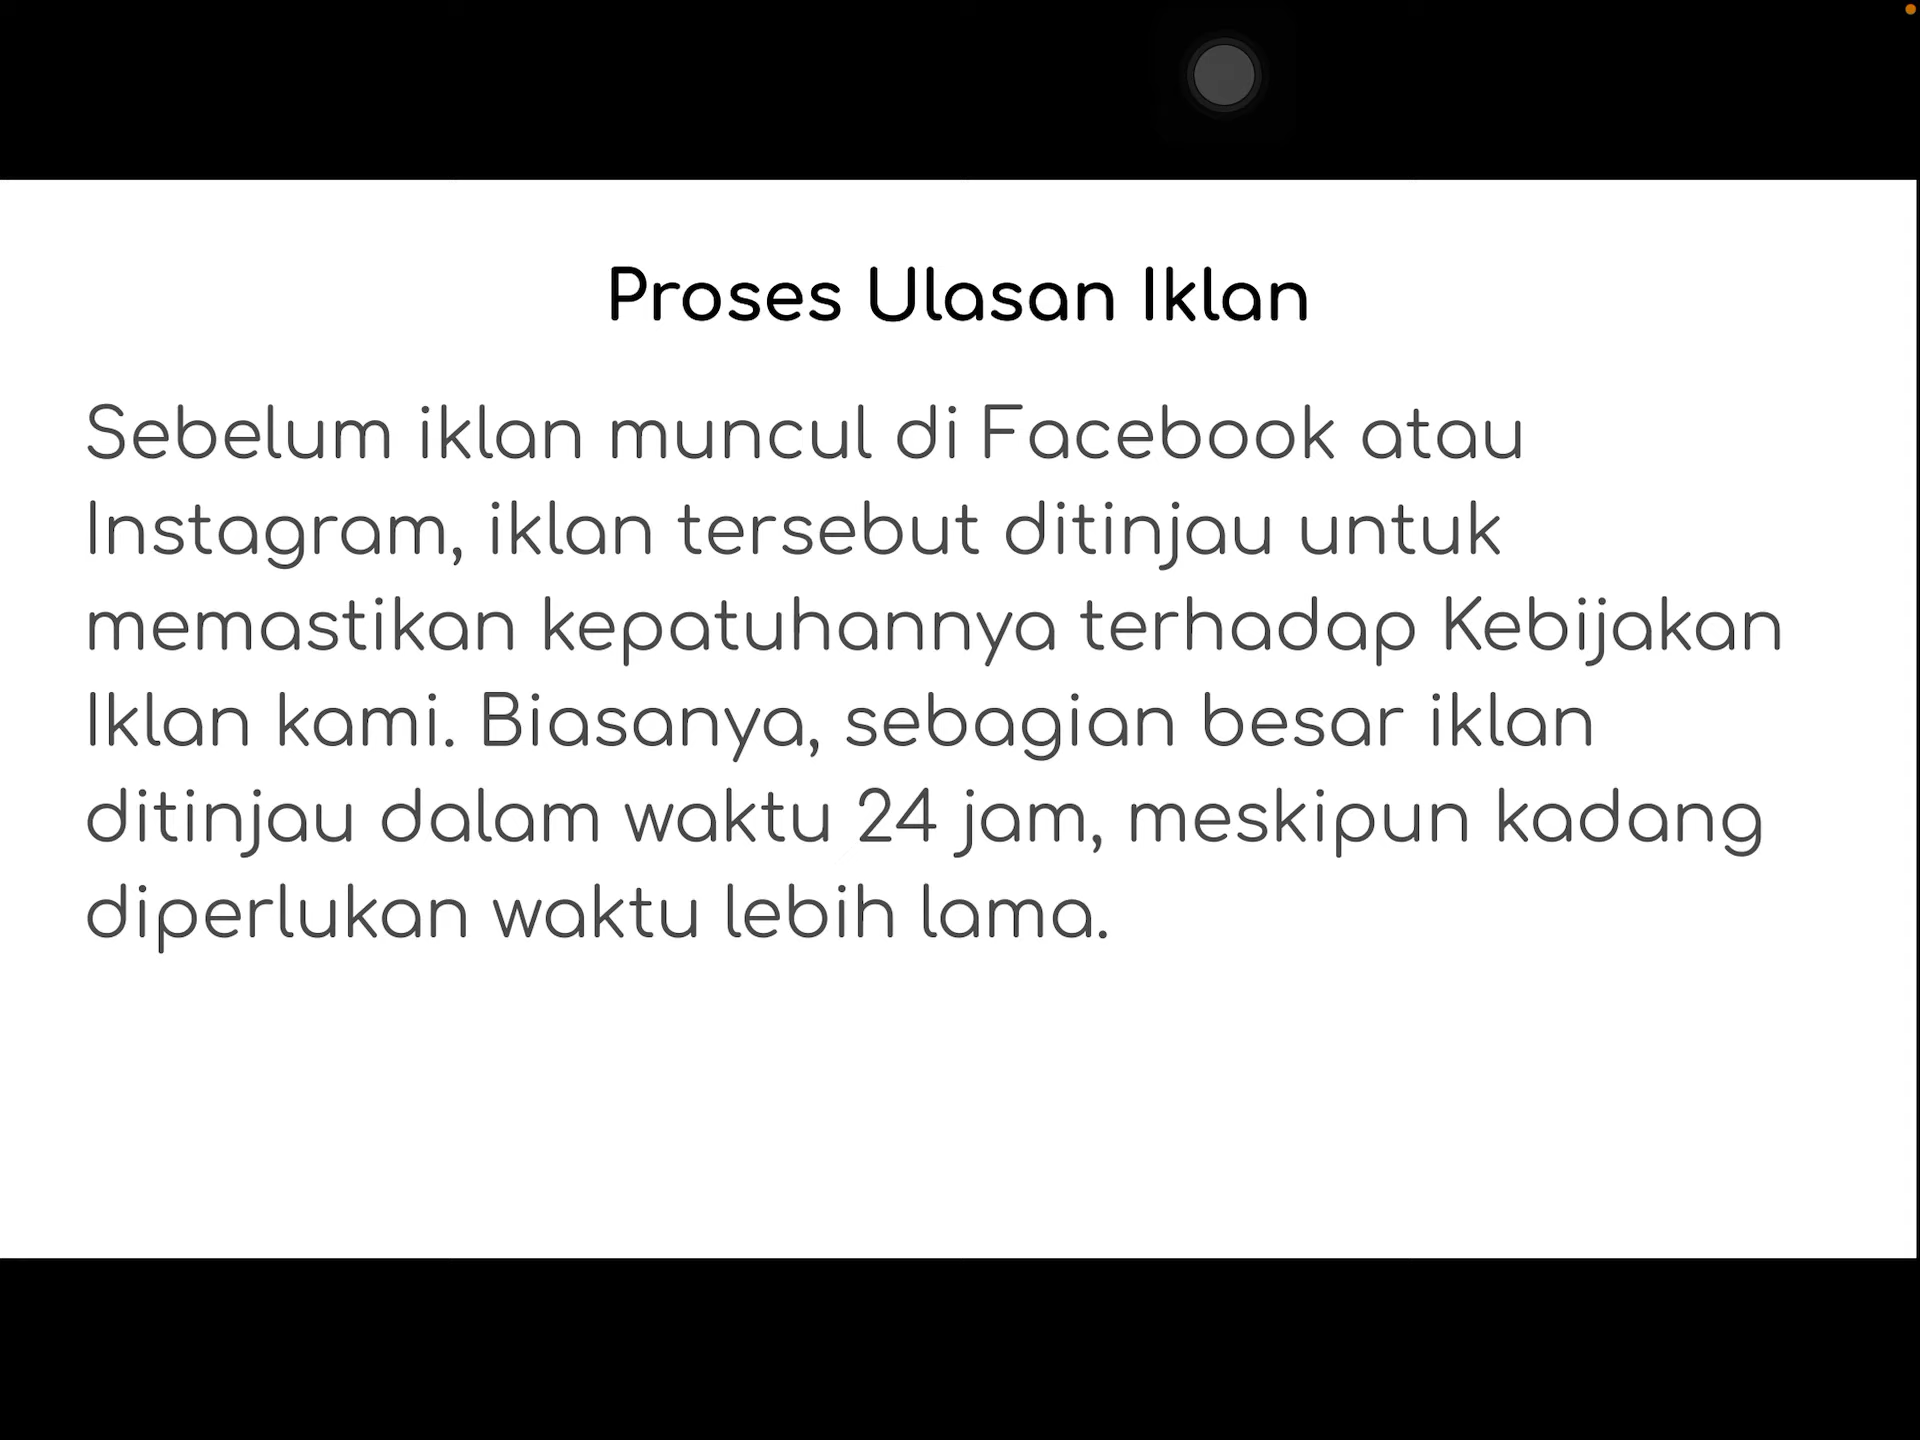 Proses Ulasan Iklan
Sebelum iklan muncul di Facebook atau
Instagram, iklan tersebut ditinjau untuk
memastikan kepatuhannya terhadap Kebijakan
Iklan kami. Biasanya, sebagian besar iklan
ditinjau dalam waktu 24 jam, meskipun kadang
diperlukan waktu lebih lama.